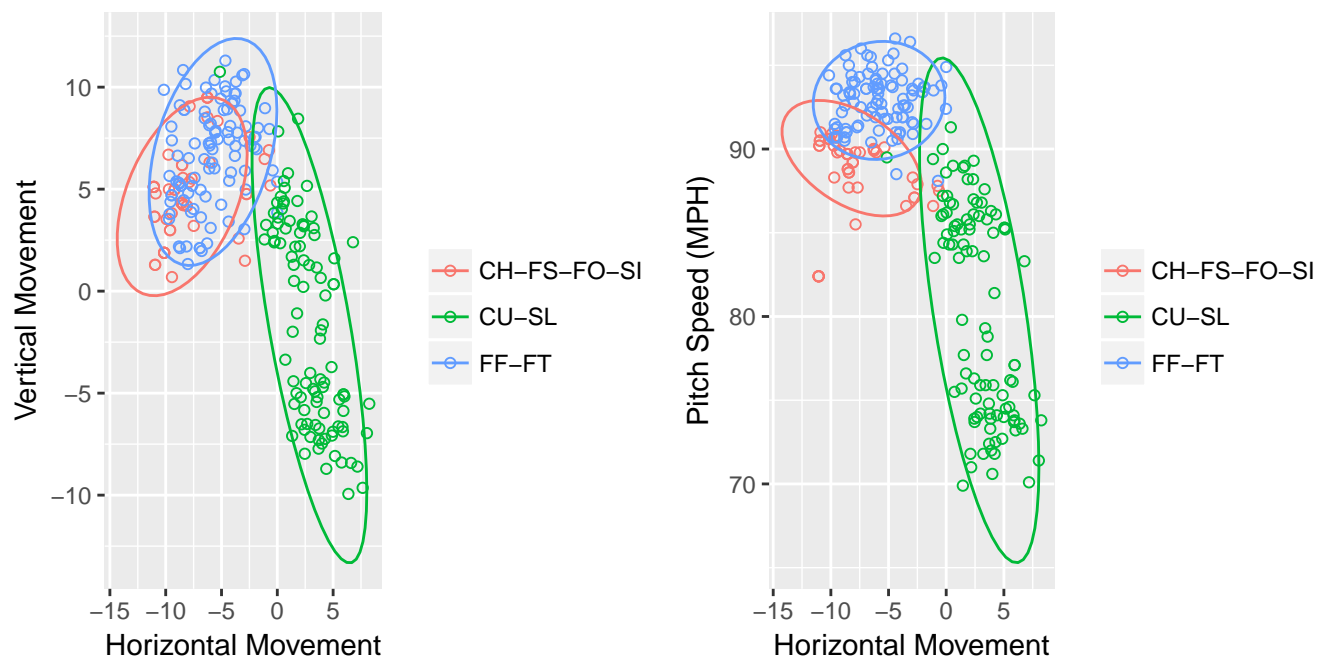 Vertical Movement
10
5
0
−5
−10
−15 −10 −5 0 5
Horizontal Movement
CH−FS−FO−SI
CU−SL
FF−FT
Pitch Speed (MPH)
90
80
70
−15 −10 −5 0 5
Horizontal Movement
CH−FS−FO−SI
CU−SL
FF−FT